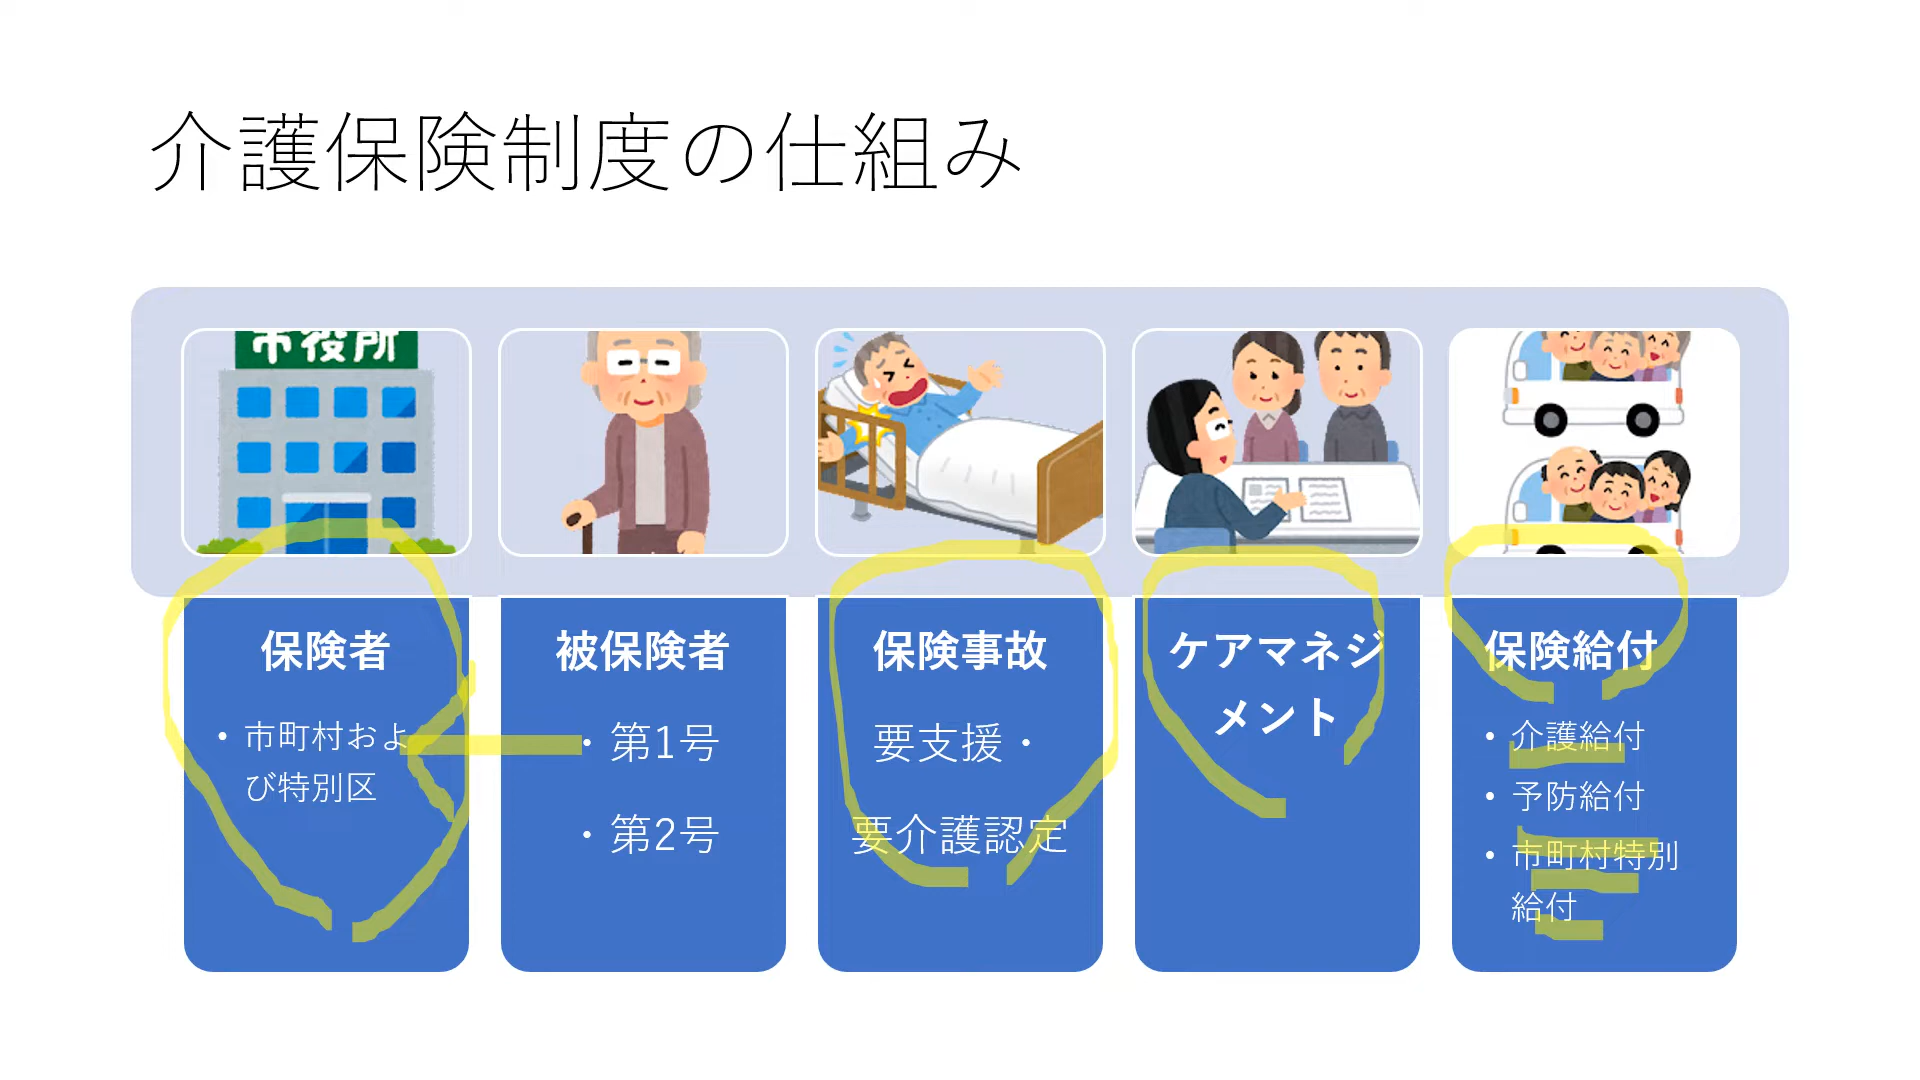 介護保険制度の仕組み
市役所
保険者
・市町村およ
び特別区
被保険者
・第1号
・第2号
保険事故
要支援・
要介護認定
ケアマネジ
メント
保険給付
・介護給付
・予防給付
・市町村特別
給付